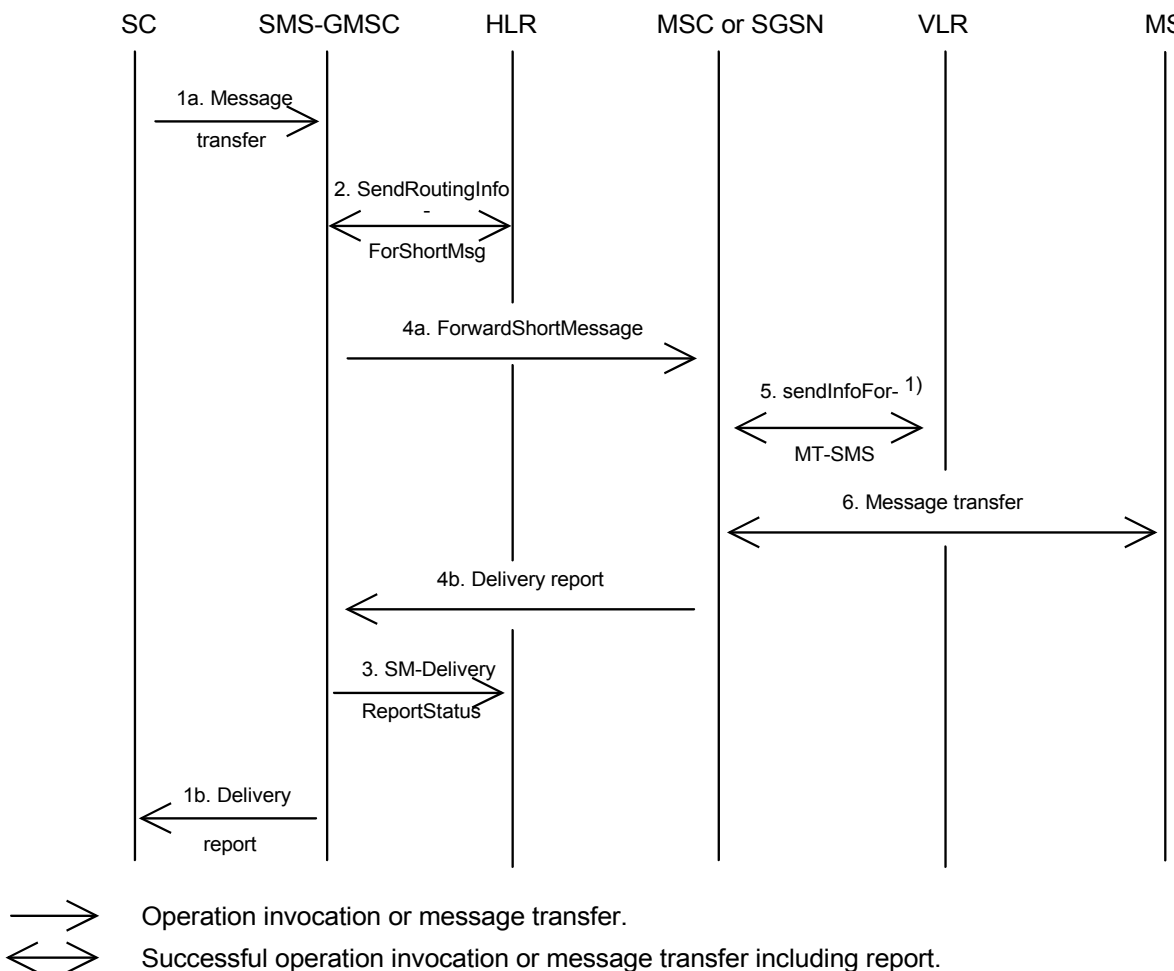 SC SMS-GMSC HLR MSC or SGSN VLR MS
1a. Message
transfer
2. SendRoutingInfo
-
ForShortMsg
4a. ForwardShortMessage
5. sendInfoFor- 1)
MT-SMS
6. Message transfer
4b. Delivery report
3. SM-Delivery
ReportStatus
1b. Delivery
report
Operation invocation or message transfer.
Successful operation invocation or message transfer including report.